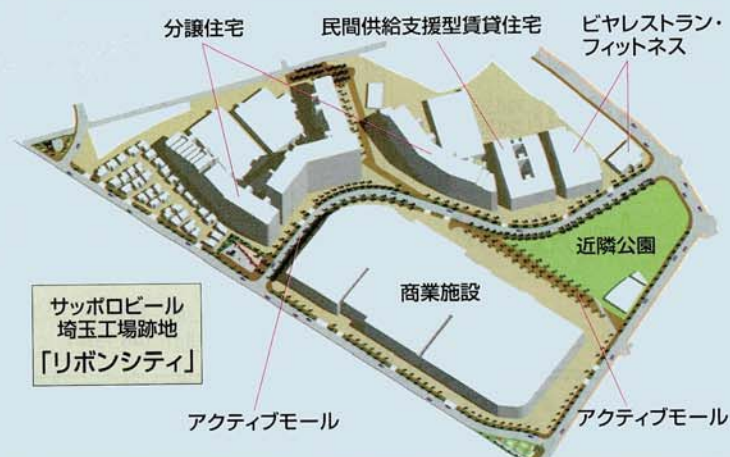 分譲住宅
民間供給支援型賃貸住宅
ビヤレストラン・
フィットネス
近隣公園
商業施設
サッポロビール
埼玉工場跡地
「リボンシティ」
アクティブモール
アクティブモール